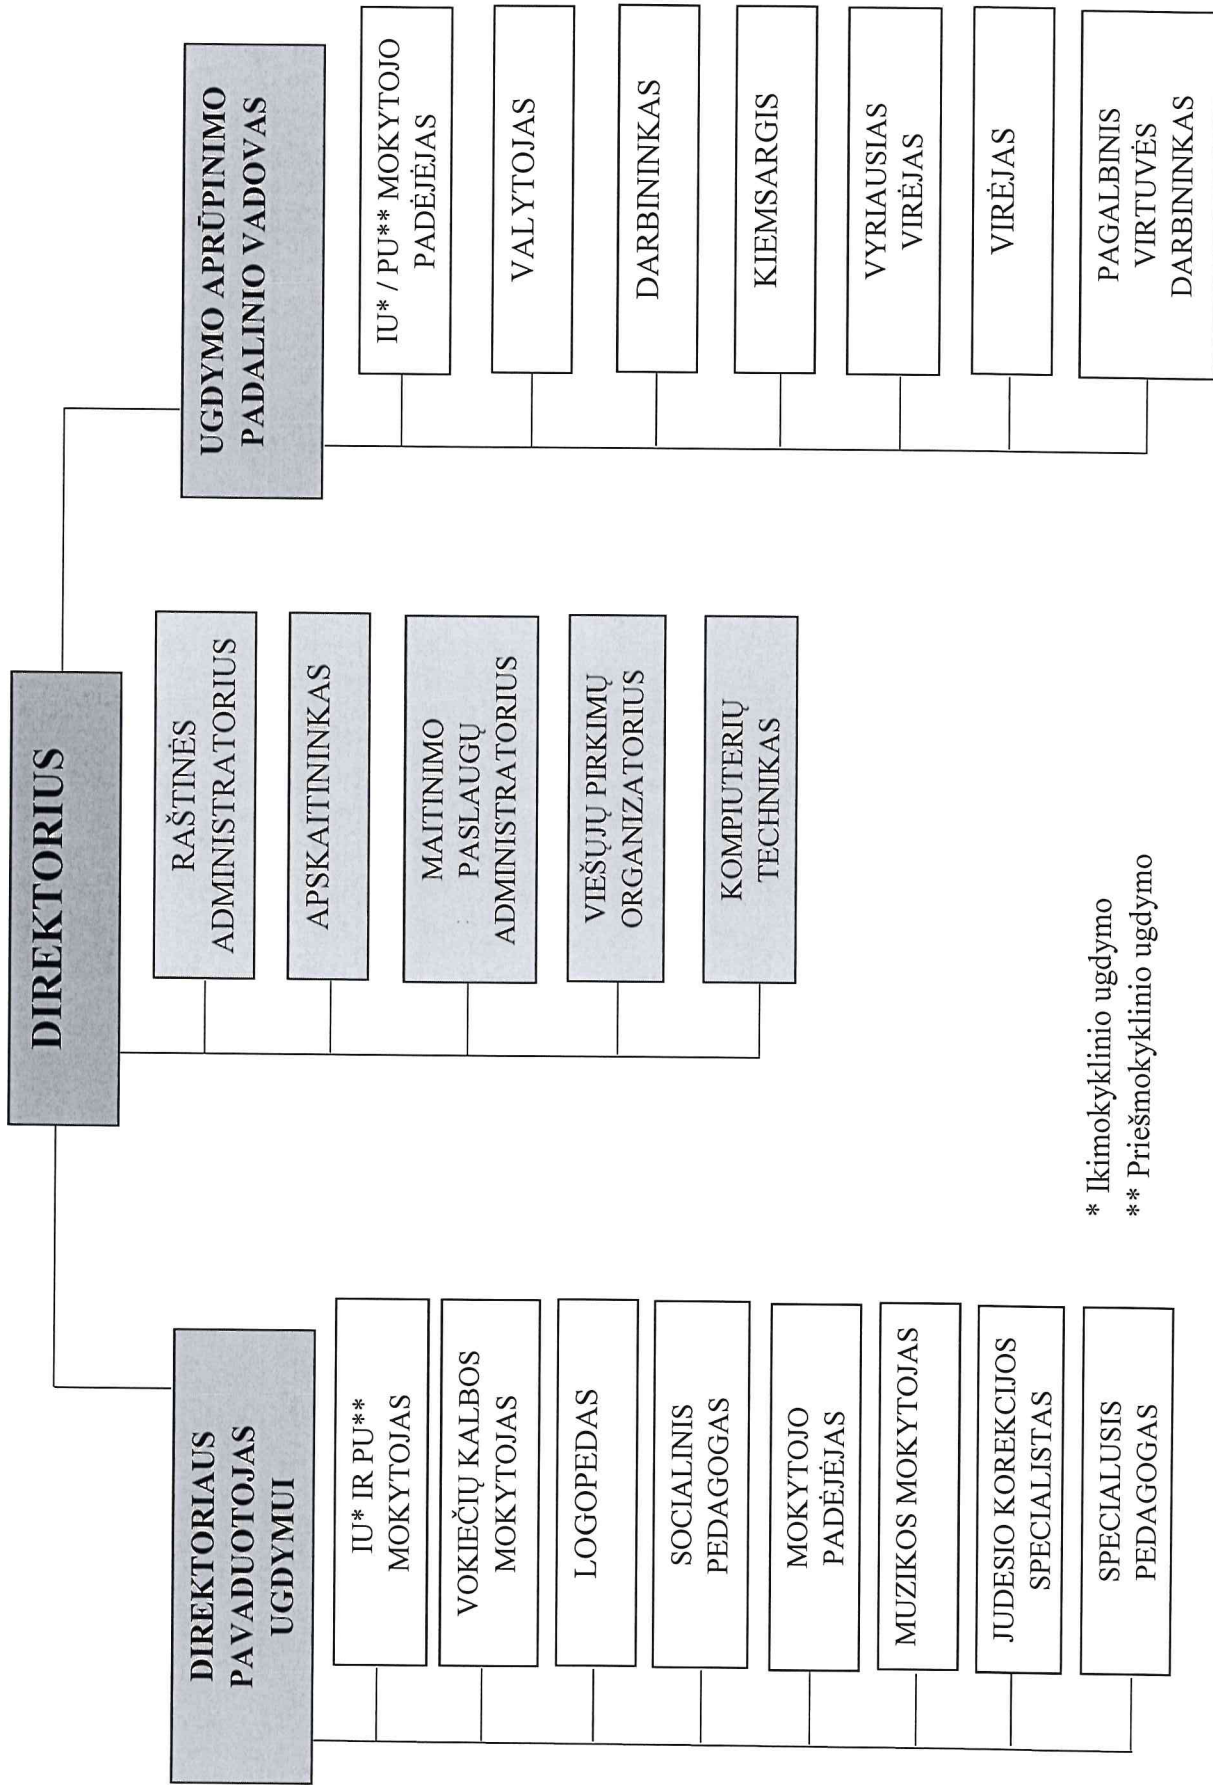 DIREKTORIUS
DIREKTORIAUS
PAVADUOTOJAS
UGDYMUI
IU* IR PU**
MOKYTOJAS
VOKIEČIŲ KALBOS
MOKYTOJAS
LOGOPEDAS
SOCIALINIS
PEDAGOGAS
MOKYTOJO
PADĖJĖJAS
MUZIKOS MOKYTOJAS
JUDESIO KOREKCIJOS
SPECIALISTAS
SPECIALUSIS
PEDAGOGAS
RAŠTINĖS
ADMINISTRATORIUS
APSKAITININKAS
MAITINIMO
PASLAUGŲ
ADMINISTRATORIUS
VIEŠŲJŲ PIRKIMŲ
ORGANIZATORIUS
KOMPIUTERIŲ
TECHNIKAS
UGDYMO APRŪPINIMO
PADALINIO VADOVAS
IU* / PU** MOKYTOJO
PADĖJĖJAS
VALYTOJAS
DARBININKAS
KIEMSARGIS
VYRIAUSIAS
VIRĖJAS
VIRĖJAS
PAGALBINIS
VIRTUVĖS
DARBININKAS
* Ikimokyklinio ugdymo
** Priešmokyklinio ugdymo